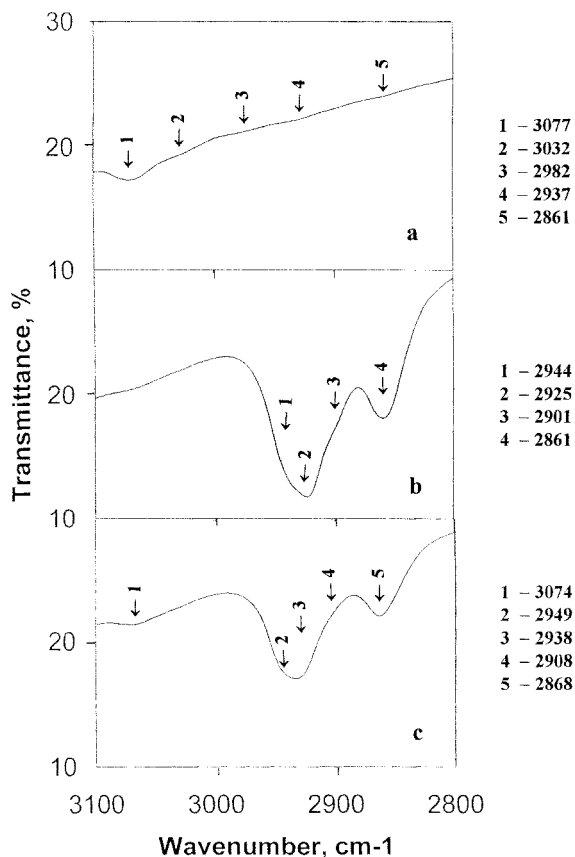 30
1
2
3
4
5
1 – 3077
2 – 3032
3 – 2982
4 – 2937
5 – 2861
20
a
10
1
2
3
4
1 – 2944
2 – 2925
3 – 2901
4 – 2861
20
b
10
1
2
3
4
5
1 – 3074
2 – 2949
3 – 2938
4 – 2908
5 – 2868
20
c
10
Transmittance, %
3100 3000 2900 2800
Wavenumber, cm-1